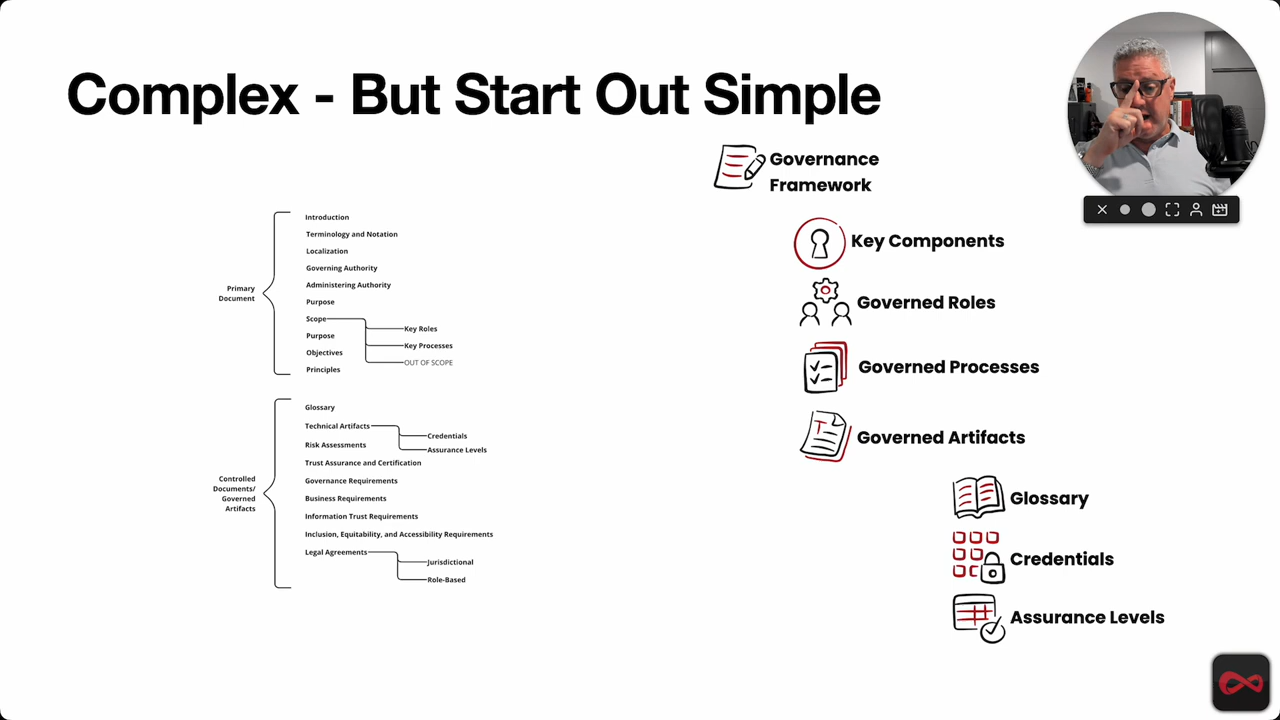 Complex - But Start Out Simple
Primary
Document
Introduction
Terminology and Notation
Localization
Governing Authority
Administering Authority
Purpose
Scope
Key Roles
Key Processes
OUT OF SCOPE
Purpose
Objectives
Principles
Controlled
Documents/
Governed
Artifacts
Glossary
Technical Artifacts
Credentials
Assurance Levels
Risk Assessments
Trust Assurance and Certification
Governance Requirements
Business Requirements
Information Trust Requirements
Inclusion, Equitability, and Accessibility Requirements
Legal Agreements
Jurisdictional
Role-Based
Governance
Framework
Key Components
Governed Roles
Governed Processes
Governed Artifacts
Glossary
Credentials
Assurance Levels